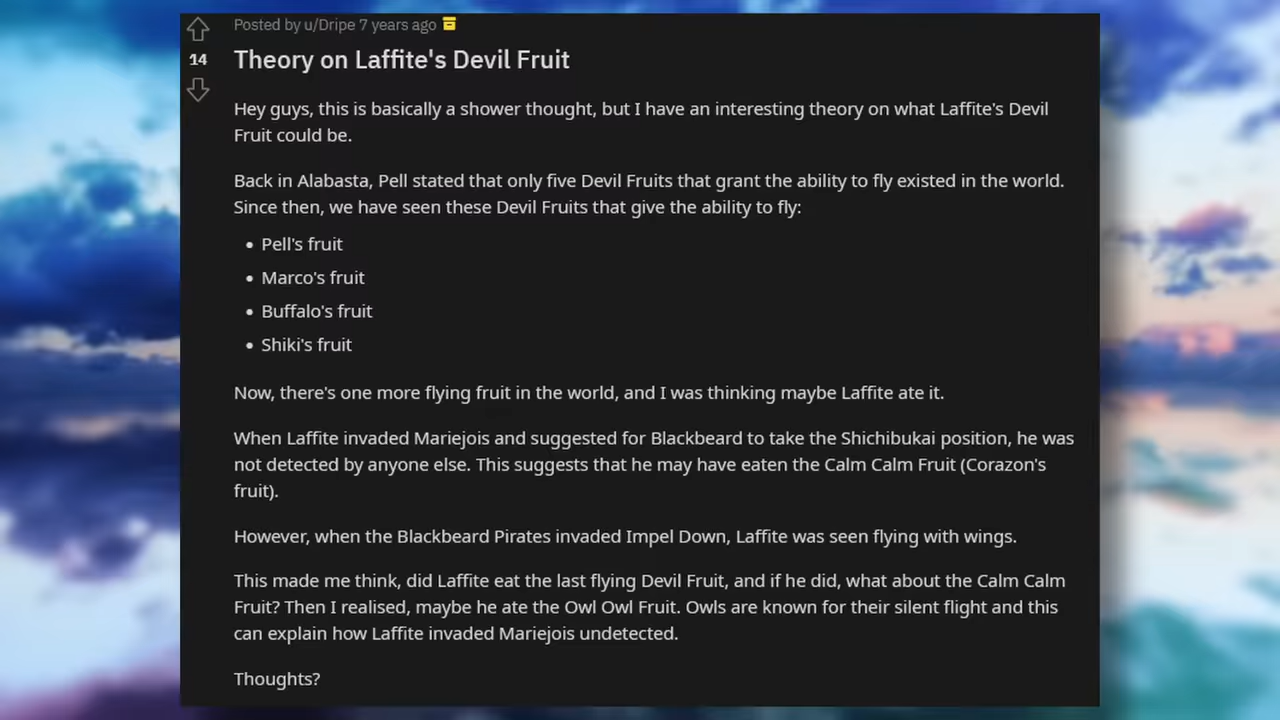 Posted by u/Dripe 7 years ago
14
Theory on Laffite's Devil Fruit
Hey guys, this is basically a shower thought, but I have an interesting theory on what Laffite's Devil
Fruit could be.
Back in Alabasta, Pell stated that only five Devil Fruits that grant the ability to fly existed in the world.
Since then, we have seen these Devil Fruits that give the ability to fly:
• Pell's fruit
• Marco's fruit
• Buffalo's fruit
• Shiki's fruit
Now, there's one more flying fruit in the world, and I was thinking maybe Laffite ate it.
When Laffite invaded Mariejois and suggested for Blackbeard to take the Shichibukai position, he was
not detected by anyone else. This suggests that he may have eaten the Calm Calm Fruit (Corazon's
fruit).
However, when the Blackbeard Pirates invaded Impel Down, Laffite was seen flying with wings.
This made me think, did Laffite eat the last flying Devil Fruit, and if he did, what about the Calm Calm
Fruit? Then I realised, maybe he ate the Owl Owl Fruit. Owls are known for their silent flight and this
can explain how Laffite invaded Mariejois undetected.
Thoughts?